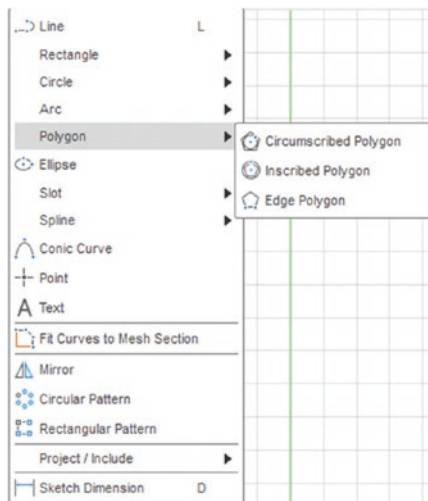 Line L
Rectangle
Circle
Arc
Polygon
Circumscribed Polygon
Inscribed Polygon
Edge Polygon
Ellipse
Slot
Spline
Conic Curve
Point
Text
Fit Curves to Mesh Section
Mirror
Circular Pattern
Rectangular Pattern
Project / Include
Sketch Dimension D